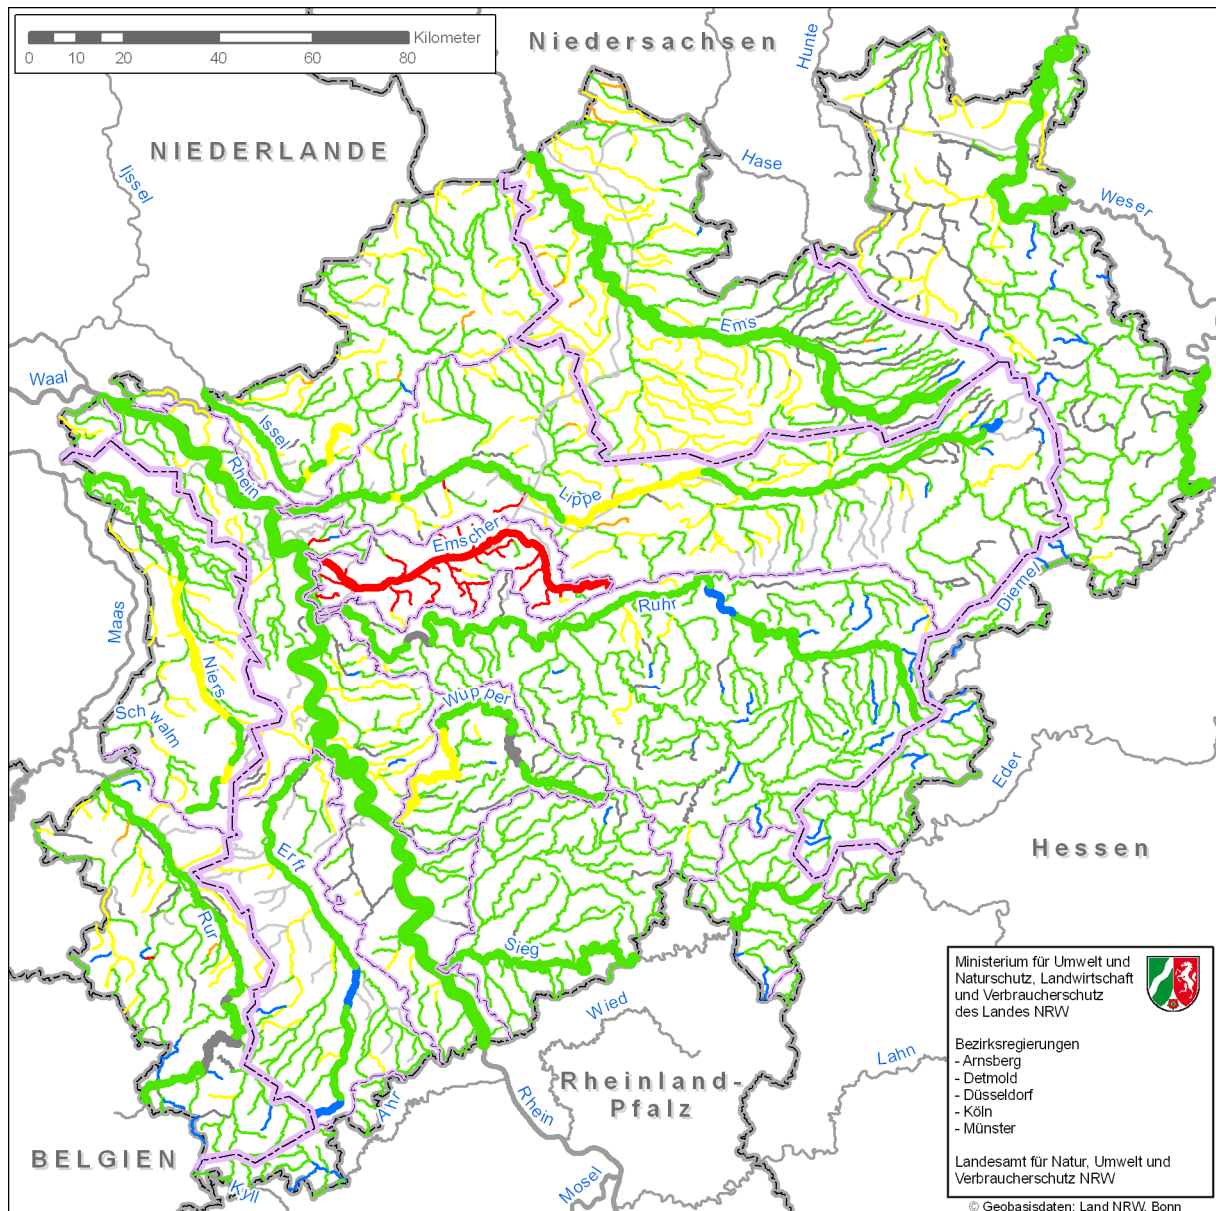 Kilometer
0 10 20 40 60 80
Niedersachsen
Hunte
NIEDERLANDE
Hase
Ijssel
Weser
Ems
Waal
Issel
Rhein
Lippe
Emscher
Maas
Ruhr
Diemel
Niers
Wupper
Schwalm
Eder
Hessen
Erft
Rur
Sieg
Wied
Lahn
Rheinland-
Pfalz
Rhein
Ahr
BELGIEN
Kyll
Mosel
Ministerium für Umwelt und
Naturschutz, Landwirtschaft
und Verbraucherschutz
des Landes NRW
Bezirksregierungen
- Arnsberg
- Detmold
- Düsseldorf
- Köln
- Münster
Landesamt für Natur, Umwelt und
Verbraucherschutz NRW
© Geobasisdaten: Land NRW, Bonn